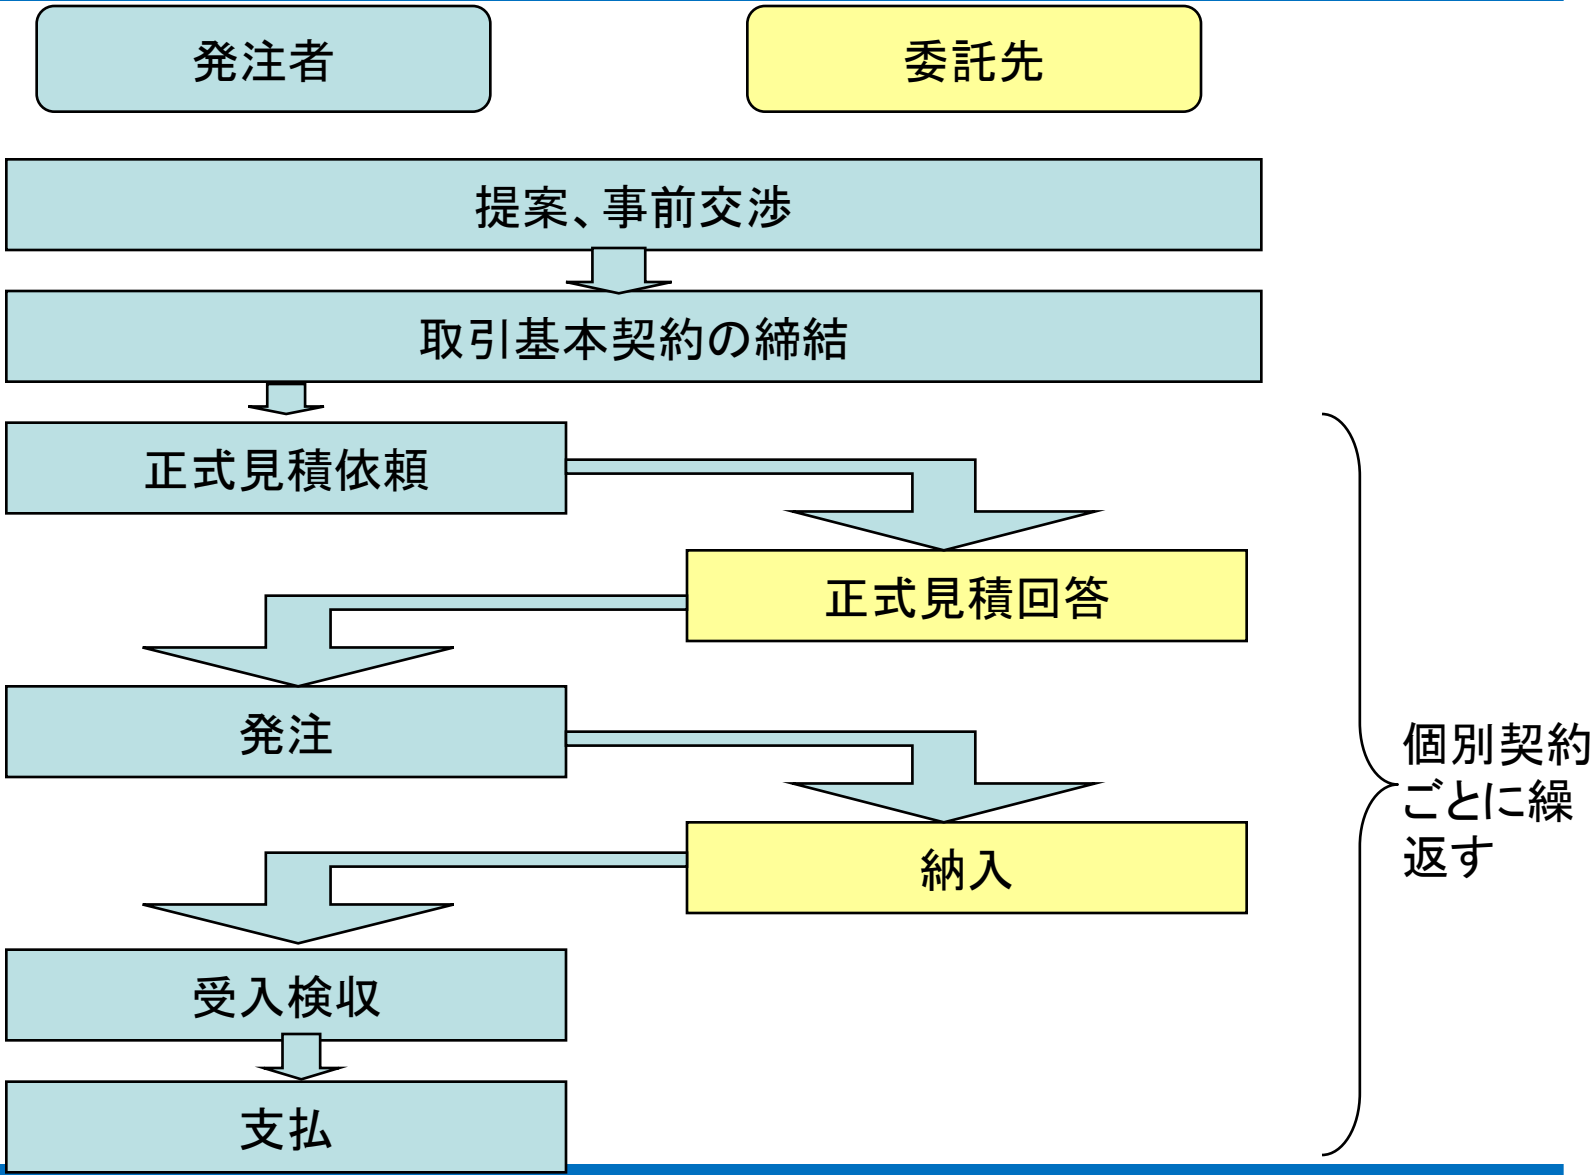 発注者
委託先
提案、事前交渉
取引基本契約の締結
正式見積依頼
正式見積回答
発注
個別契約
ごとに繰
返す
納入
受入検収
支払